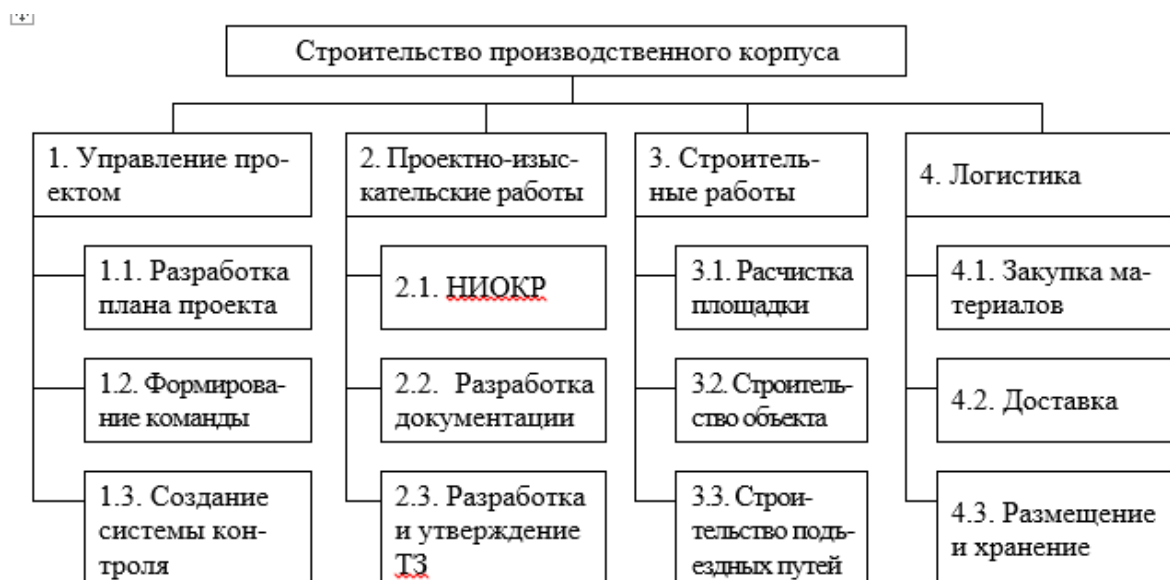 Строительство производственного корпуса
1. Управление про-
ектом
1.1. Разработка
плана проекта
1.2. Формирова-
ние команды
1.3. Создание
системы кон-
троля
2. Проектно-изыс-
кательские работы
2.1. НИОКР
2.2. Разработка
документации
2.3. Разработка
и утверждение
ТЗ
3. Строитель-
ные работы
3.1. Расчистка
площадки
3.2. Строитель-
ство объекта
3.3. Строи-
тельство подъ-
ездных путей
4. Логистика
4.1. Закупка ма-
териалов
4.2. Доставка
4.3. Размещение
и хранение